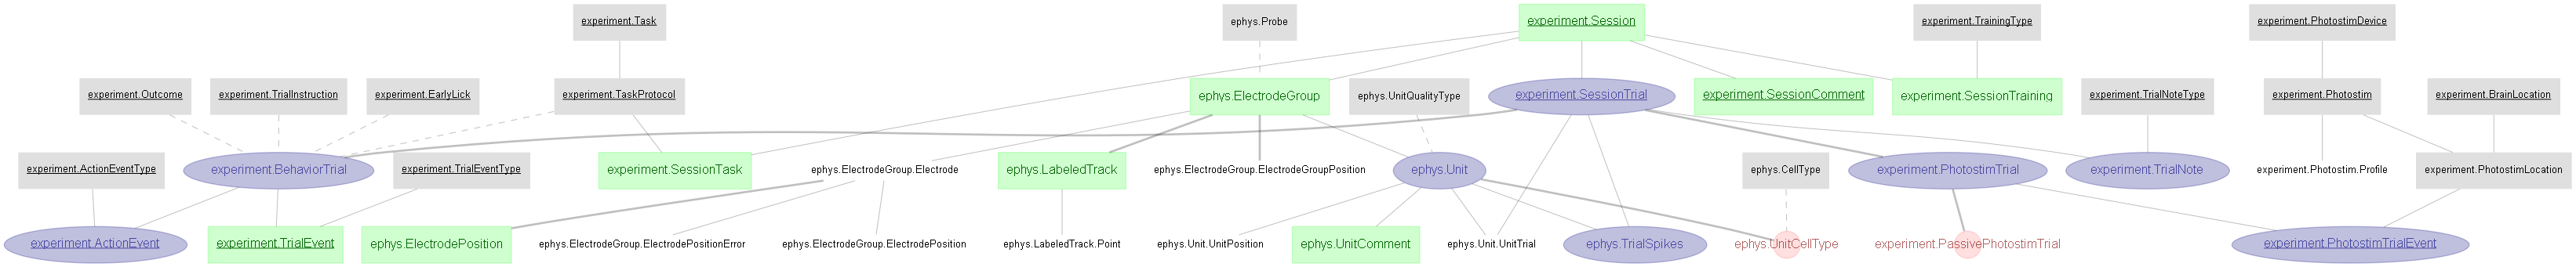 experiment.Task
ephys.Probe
experiment.Session
experiment.TrainingType
experiment.PhotostimDevice
experiment.Outcome
experiment.TrialInstruction
experiment.EarlyLick
experiment.TaskProtocol
ephys.ElectrodeGroup
ephys.UnitQualityType
experiment.SessionTrial
experiment.SessionComment
experiment.SessionTraining
experiment.TrialNoteType
experiment.Photostim
experiment.BrainLocation
experiment.ActionEventType
experiment.BehaviorTrial
experiment.TrialEventType
experiment.SessionTask
ephys.ElectrodeGroup.Electrode
ephys.LabeledTrack
ephys.ElectrodeGroup.ElectrodeGroupPosition
ephys.Unit
ephys.CellType
experiment.PhotostimTrial
experiment.TrialNote
experiment.Photostim.Profile
experiment.PhotostimLocation
experiment.ActionEvent
experiment.TrialEvent
ephys.ElectrodePosition
ephys.ElectrodeGroup.ElectrodePositionError
ephys.ElectrodeGroup.ElectrodePosition
ephys.LabeledTrack.Point
ephys.Unit.UnitPosition
ephys.UnitComment
ephys.Unit.UnitTrial
ephys.TrialSpikes
ephys.UnitCellType
experiment.PassivePhotostimTrial
experiment.PhotostimTrialEvent